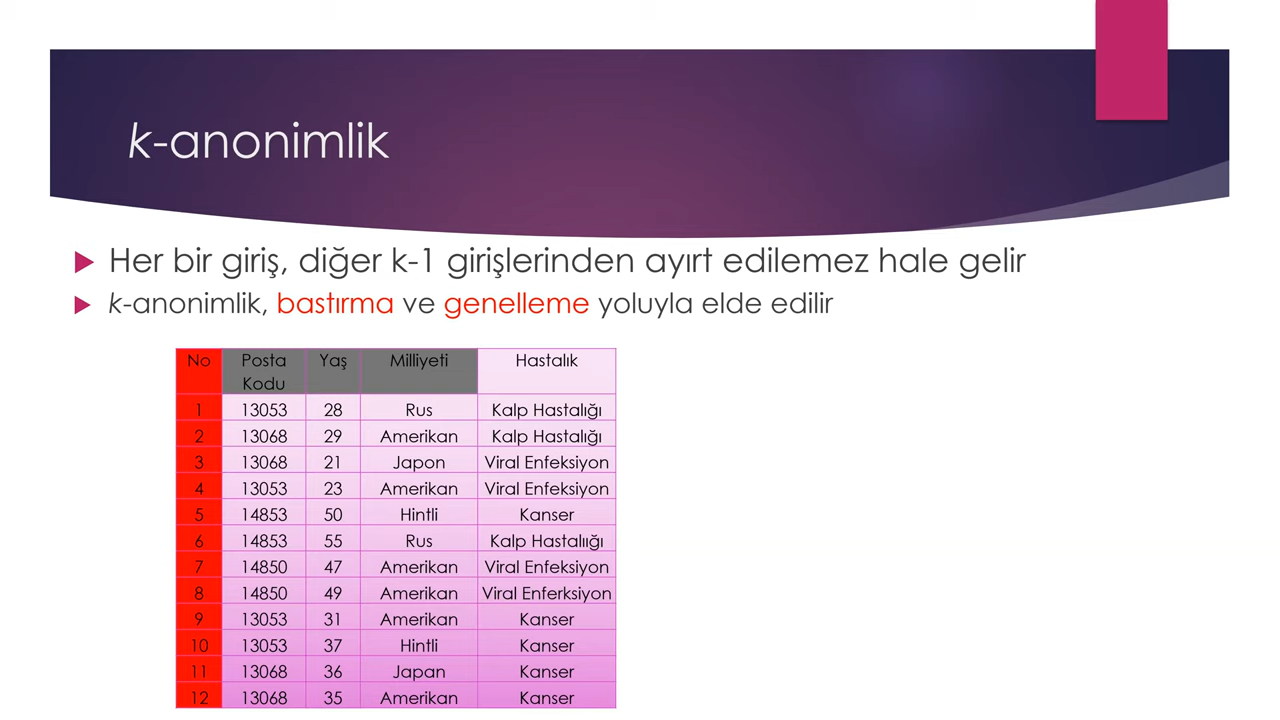 k-anonimlik
Her bir giriş, diğer k-1 girişlerinden ayırt edilemez hale gelir
k-anonimlik, bastırma ve genelleme yoluyla elde edilir
No Posta Kodu Yaş Milliyeti Hastalık
1 13053 28 Rus Kalp Hastalığı
2 13068 29 Amerikan Kalp Hastalığı
3 13068 21 Japon Viral Enfeksiyon
4 13053 23 Amerikan Viral Enfeksiyon
5 14853 50 Hintli Kanser
6 14853 55 Rus Kalp Hastalıığı
7 14850 47 Amerikan Viral Enfeksiyon
8 14850 49 Amerikan Viral Enferksiyon
9 13053 31 Amerikan Kanser
10 13053 37 Hintli Kanser
11 13068 36 Japan Kanser
12 13068 35 Amerikan Kanser